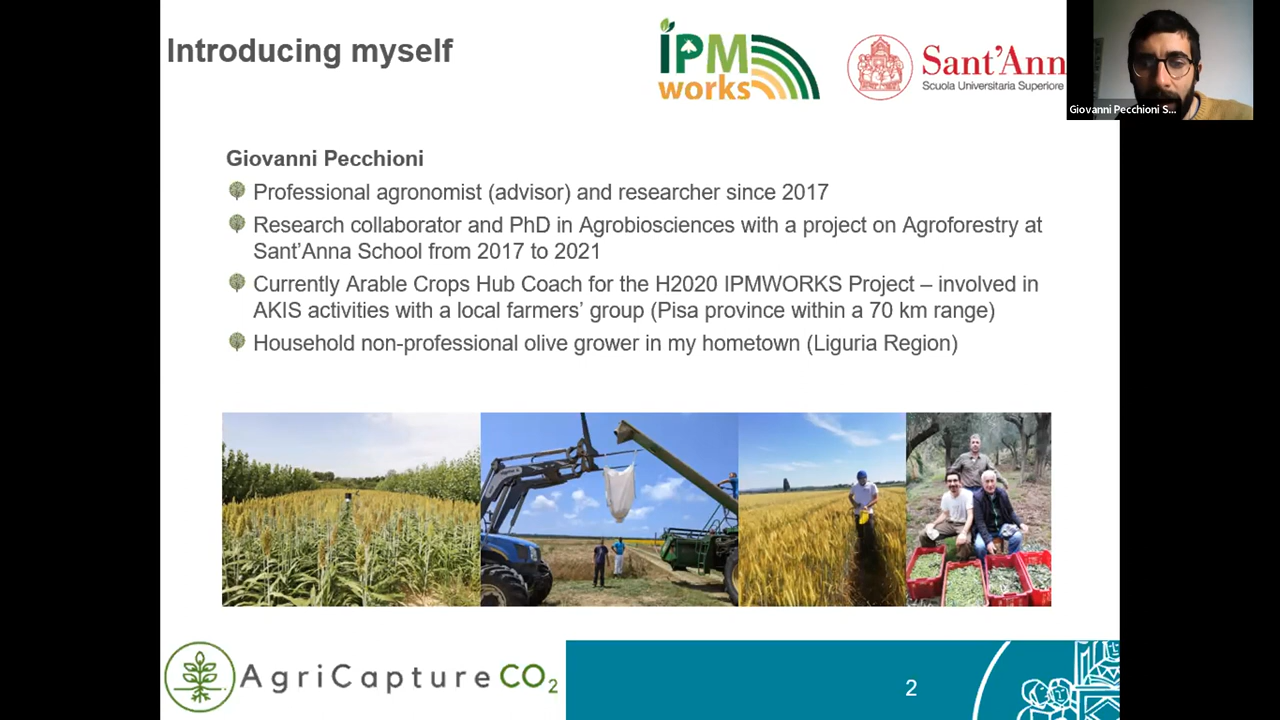 Introducing myself
IPM
works
Sant'Ann
Scuola Universitaria Superiore
Giovanni Pecchioni S...
Giovanni Pecchioni
Professional agronomist (advisor) and researcher since 2017
Research collaborator and PhD in Agrobiosciences with a project on Agroforestry at
Sant'Anna School from 2017 to 2021
Currently Arable Crops Hub Coach for the H2020 IPMWORKS Project – involved in
AKIS activities with a local farmers' group (Pisa province within a 70 km range)
Household non-professional olive grower in my hometown (Liguria Region)
AgriCapture CO₂
2